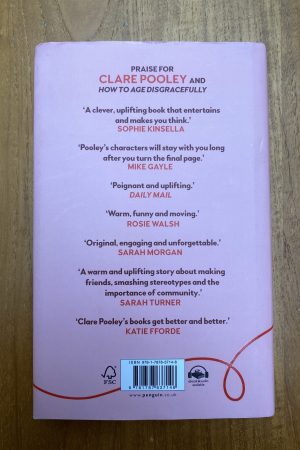 PRAISE FOR
CLARE POOLEY AND
HOW TO AGE DISGRACEFULLY
'A clever, uplifting book that entertains
and makes you think.'
SOPHIE KINSELLA
'Pooley's characters will stay with you long
after you turn the final page.'
MIKE GAYLE
'Poignant and uplifting.'
DAILY MAIL
'Warm, funny and moving.'
ROSIE WALSH
'Original, engaging and unforgettable.'
SARAH MORGAN
'A warm and uplifting story about making
friends, smashing stereotypes and the
importance of community.'
SARAH TURNER
'Clare Pooley's books get better and better.'
KATIE FFORDE
FSC
www.penguin.co.uk